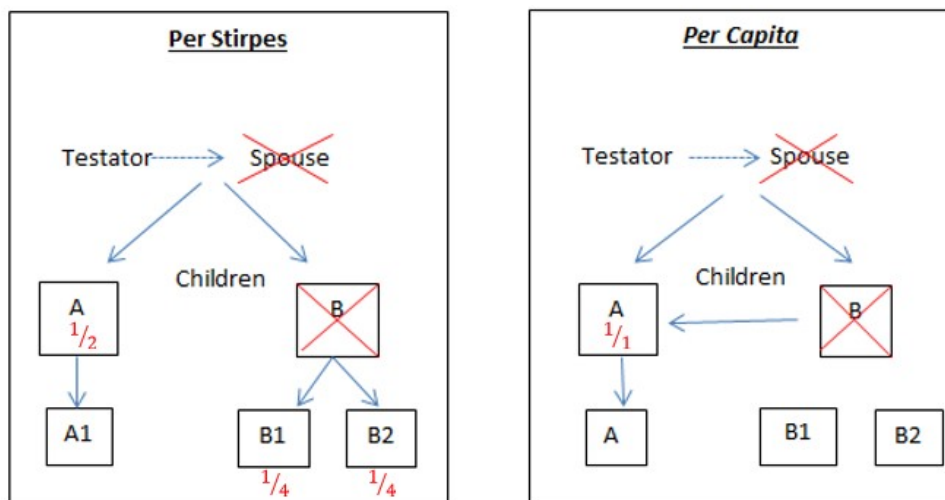 Per Stirpes
Testator
Spouse
Children
A
1/2
B
A1
B1
B2
1/4
1/4
Per Capita
Testator
Spouse
Children
A
1/1
B
A
B1
B2